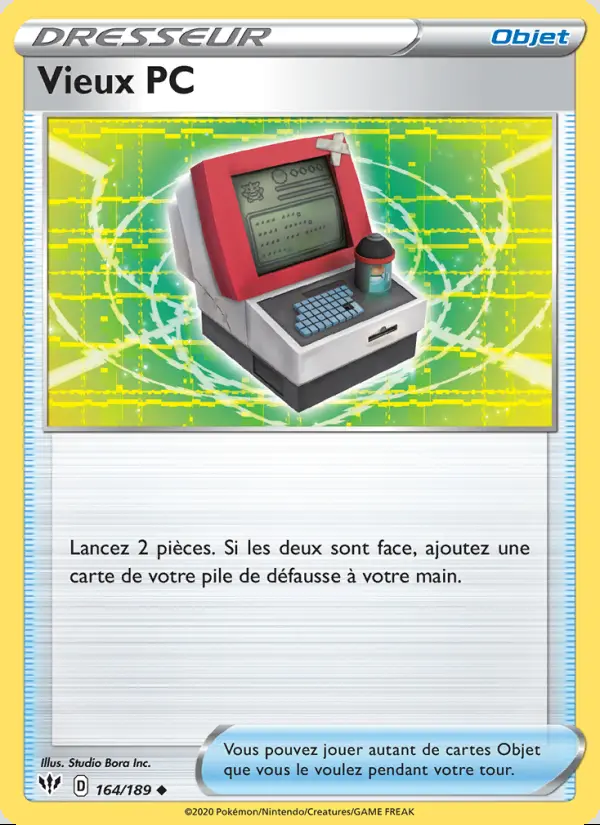 DRESSEUR
Objet
Vieux PC
Lancez 2 pièces. Si les deux sont face, ajoutez une
carte de votre pile de défausse à votre main.
Illus. Studio Bora Inc.
Vous pouvez jouer autant de cartes Objet
que vous le voulez pendant votre tour.
D 164/189
©2020 Pokémon/Nintendo/Creatures/GAME FREAK